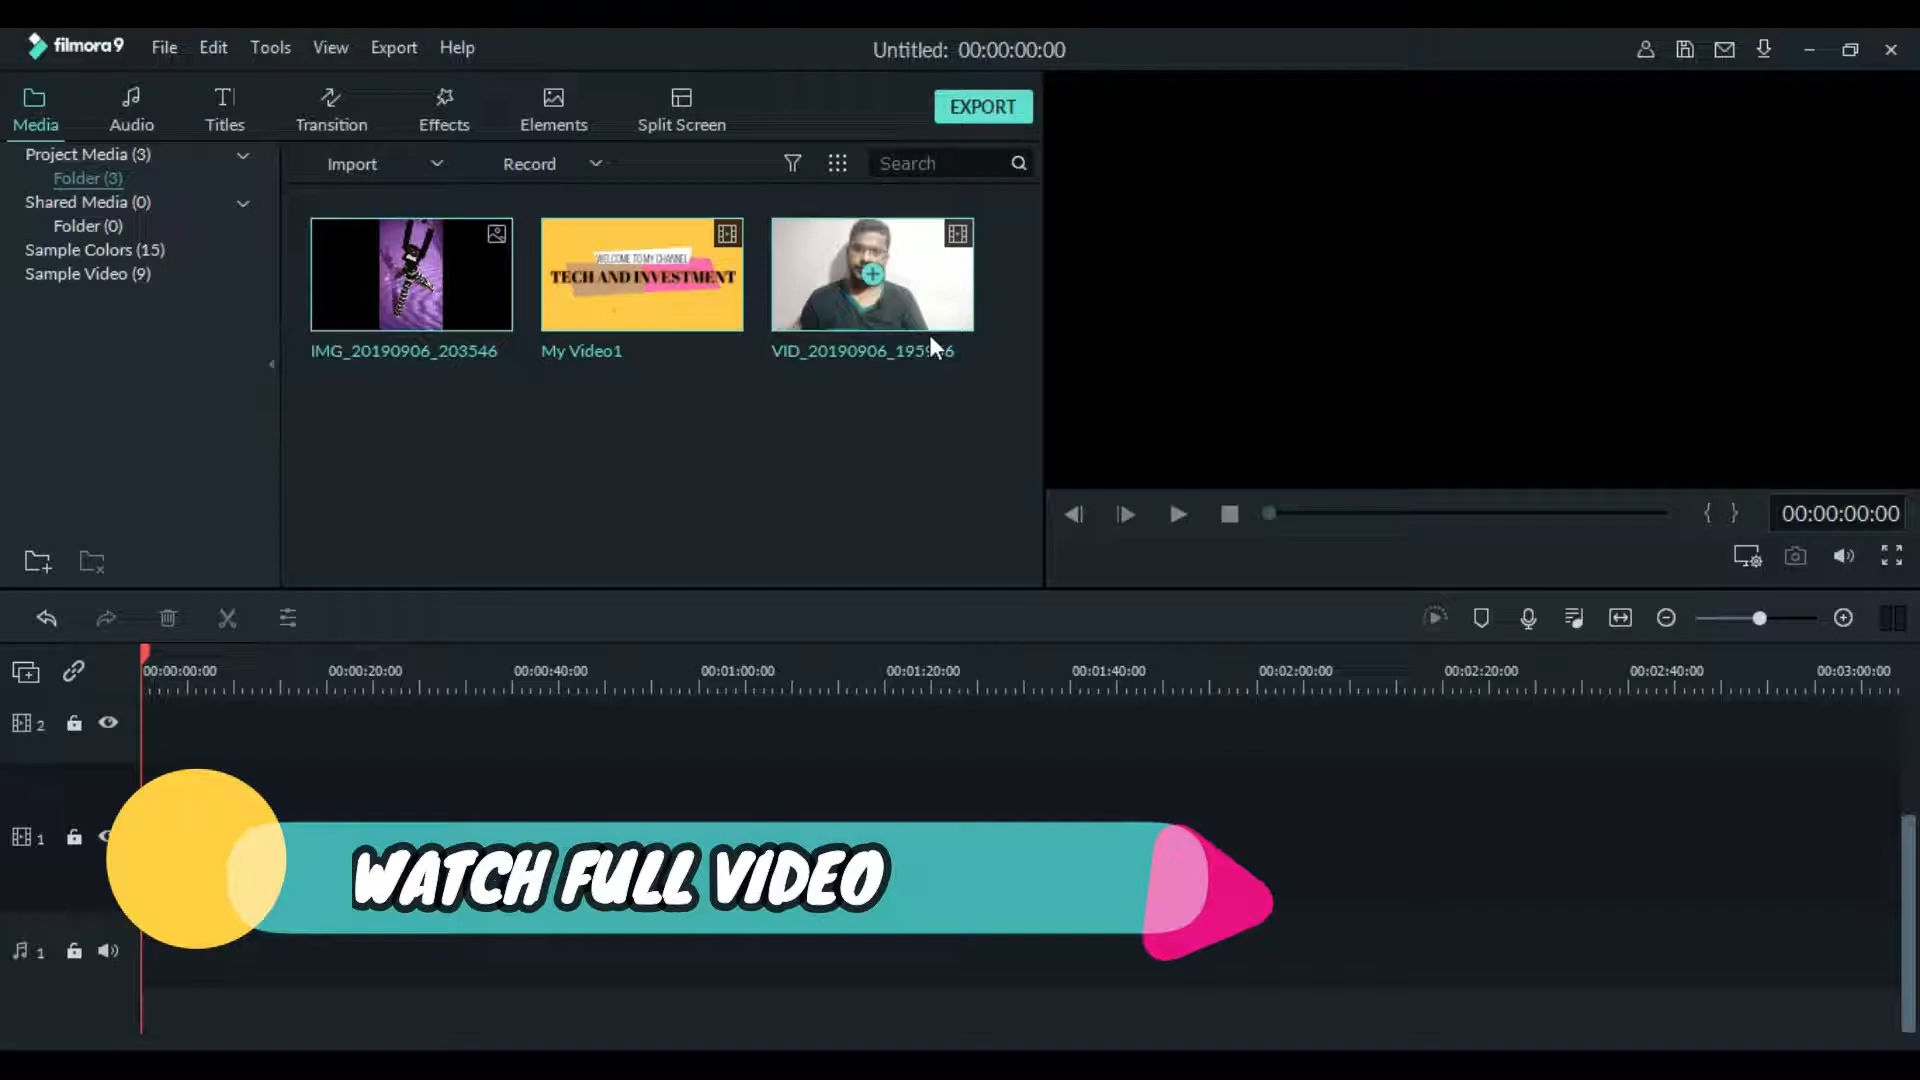 filmora9 File Edit Tools View Export Help Untitled: 00:00:00:00
Media Audio Titles Transition Effects Elements Split Screen EXPORT
Project Media (3)
Folder (3)
Shared Media (0)
Folder (0)
Sample Colors (15)
Sample Video (9)
Import Record Search
WELCOME TO MY CHANNEL
TECH AND INVESTMENT
IMG_20190906_203546 My Video1
00:00:00:00
00:00:00:00 00:00:20:00 00:00:40:00 00:01:00:00 00:01:20:00 00:01:40:00 00:02:00:00 00:02:20:00 00:02:40:00 00:03:00:00
2
1
WATCH FULL VIDEO
1